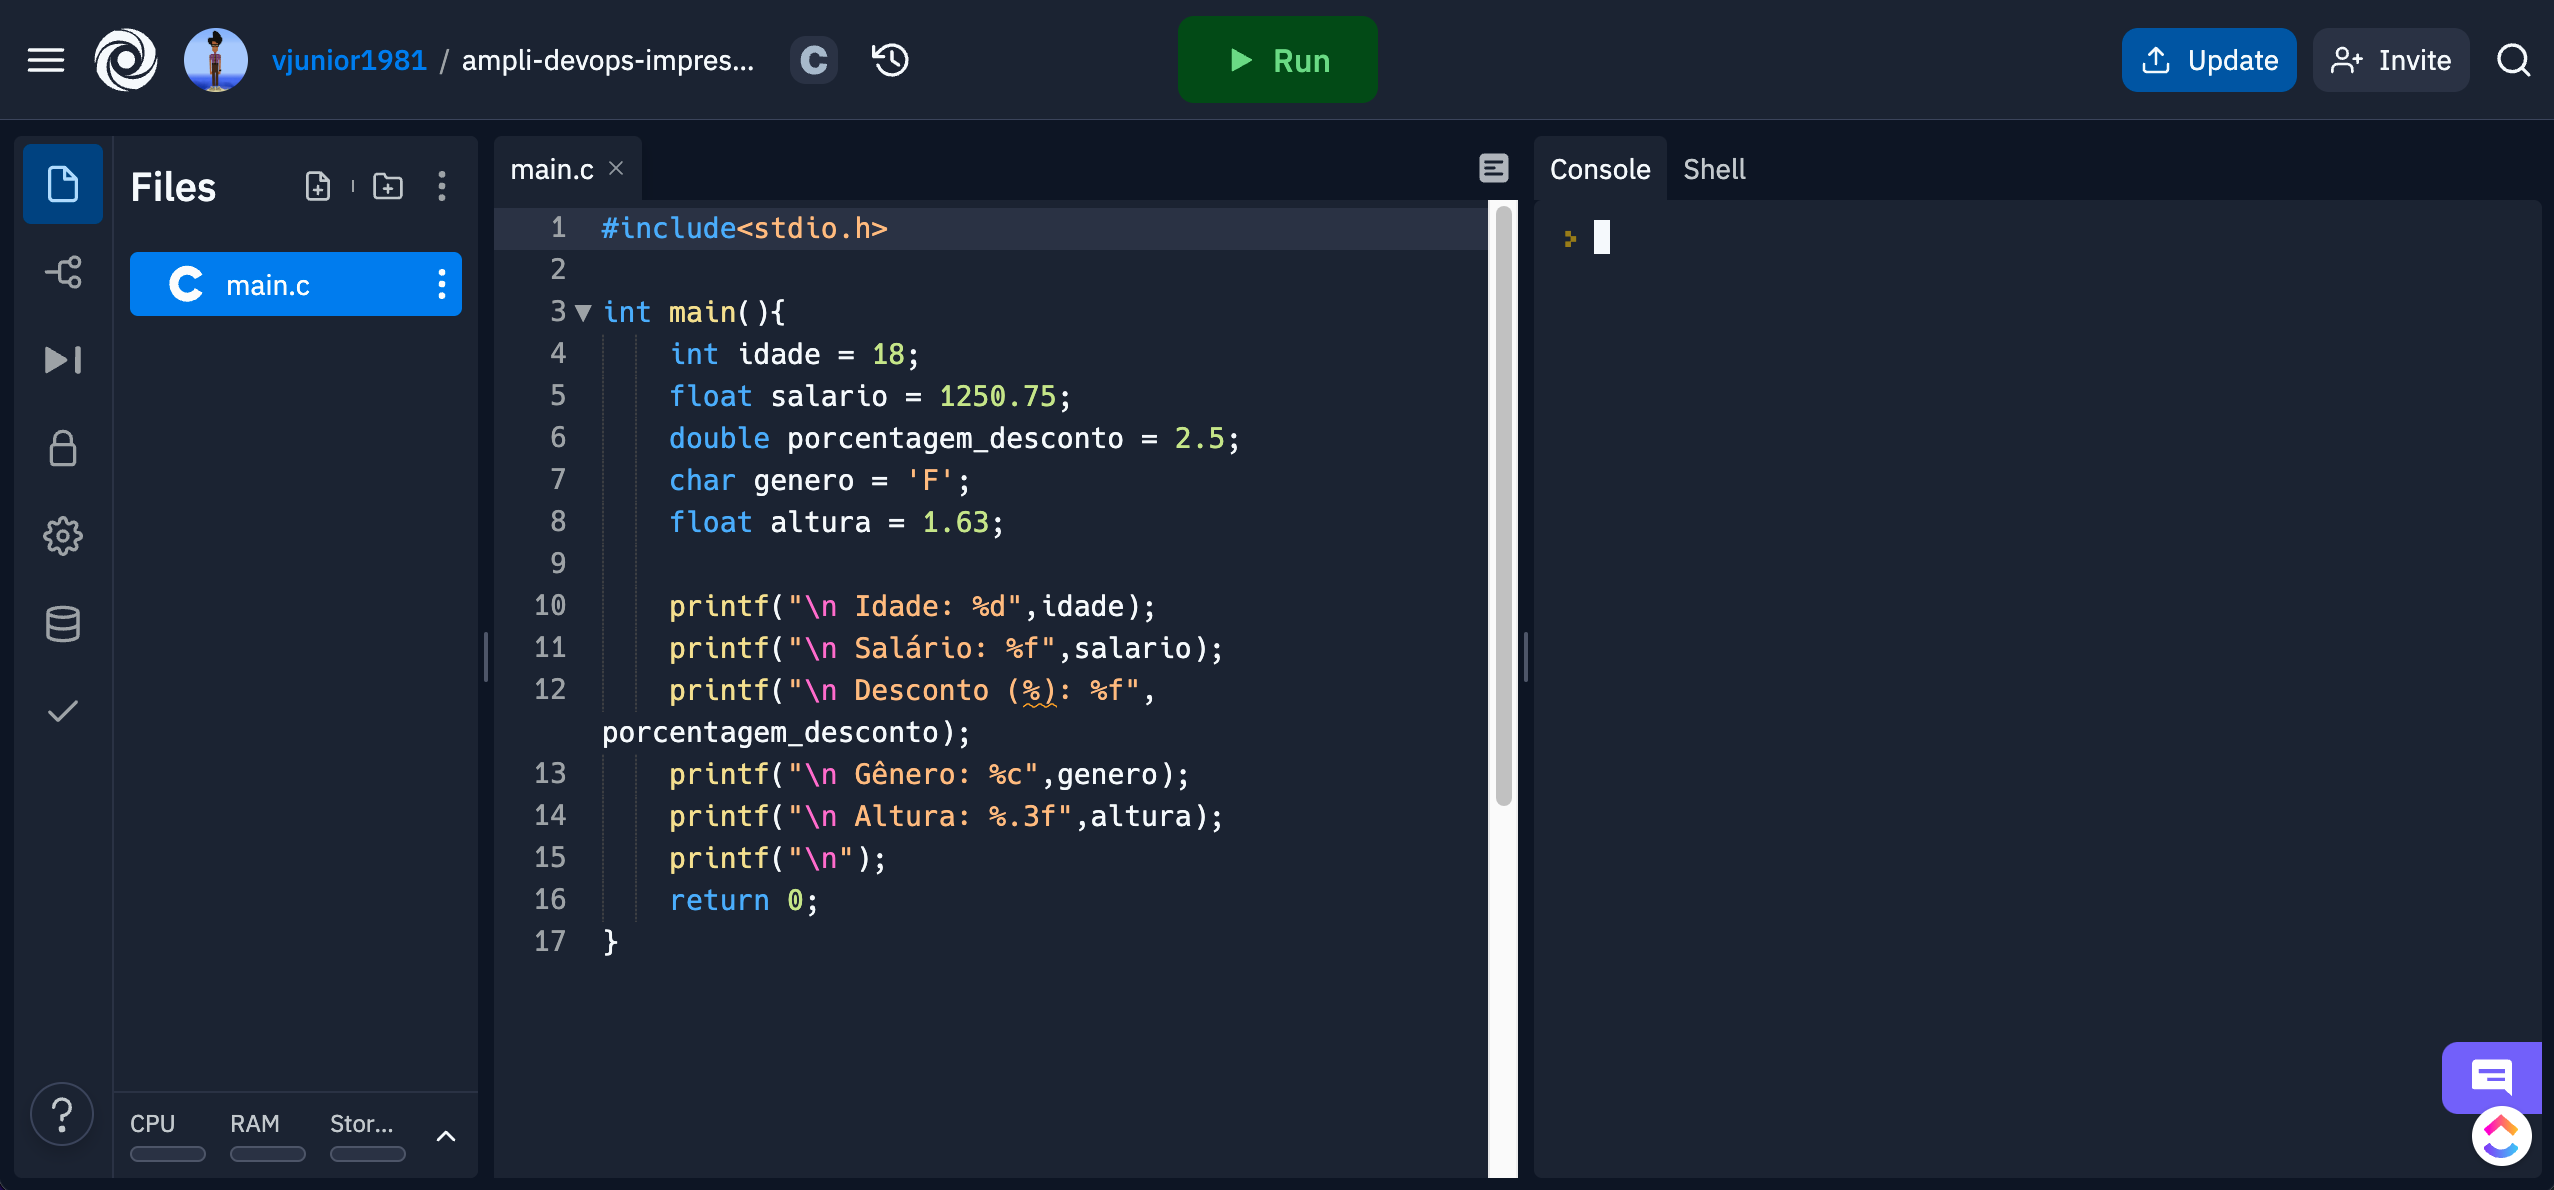 vjunior1981 / ampli-devops-impres...
C
Run
Update
Invite
Files
C main.c
main.c
Console
Shell
1 #include<stdio.h>
2
3 int main(){
4 int idade = 18;
5 float salario = 1250.75;
6 double porcentagem_desconto = 2.5;
7 char genero = 'F';
8 float altura = 1.63;
9
10 printf("\n Idade: %d",idade);
11 printf("\n Salário: %f",salario);
12 printf("\n Desconto (%): %f",
porcentagem_desconto);
13 printf("\n Gênero: %c",genero);
14 printf("\n Altura: %.3f",altura);
15 printf("\n");
16 return 0;
17 }
?
CPU RAM Stor...